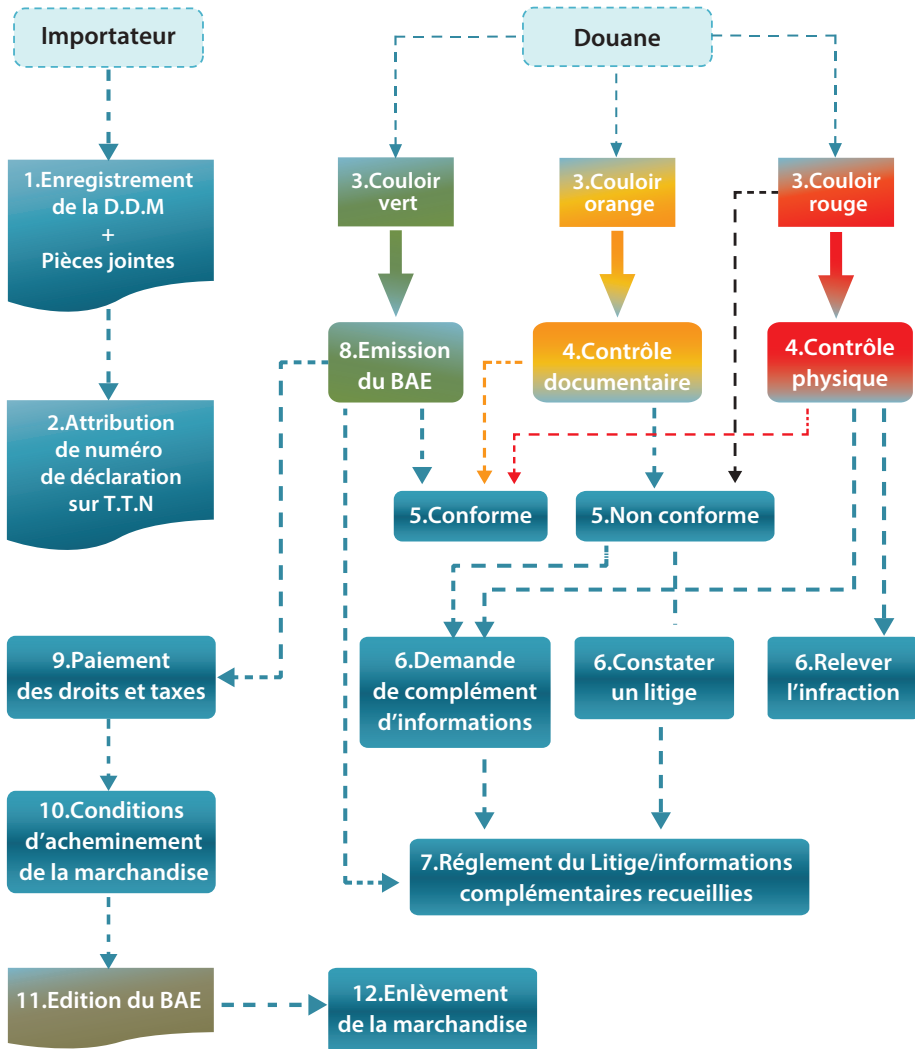 Importateur
Douane
1.Enregistrement
de la D.D.M
+
Pièces jointes
3.Couloir
vert
3.Couloir
orange
3.Couloir
rouge
8.Emission
du BAE
4.Contrôle
documentaire
4.Contrôle
physique
2.Attribution
de numéro
de déclaration
sur T.T.N
5.Conforme
5.Non conforme
9.Paiement
des droits et taxes
6.Demande
de complément
d'informations
6.Constater
un litige
6.Relever
l'infraction
10.Conditions
d'acheminement
de la marchandise
7.Réglement du Litige/informations
complémentaires recueillies
11.Edition du BAE
12.Enlèvement
de la marchandise